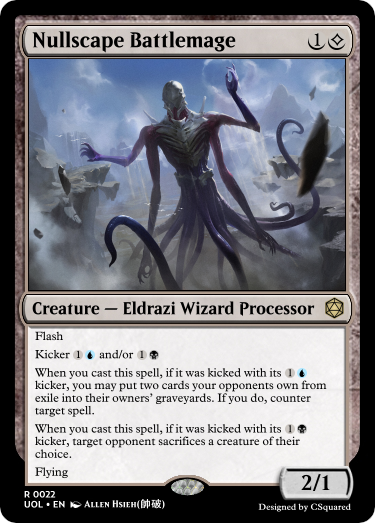 Nullscape Battlemage 1
Creature — Eldrazi Wizard Processor
Flash
Kicker 1 and/or 1
When you cast this spell, if it was kicked with its 1
kicker, you may put two cards your opponents own from
exile into their owners' graveyards. If you do, counter
target spell.
When you cast this spell, if it was kicked with its 1
kicker, target opponent sacrifices a creature of their
choice.
Flying
2/1
R 0022
UOL • EN Allen Hsieh(帥破)
Designed by CSquared